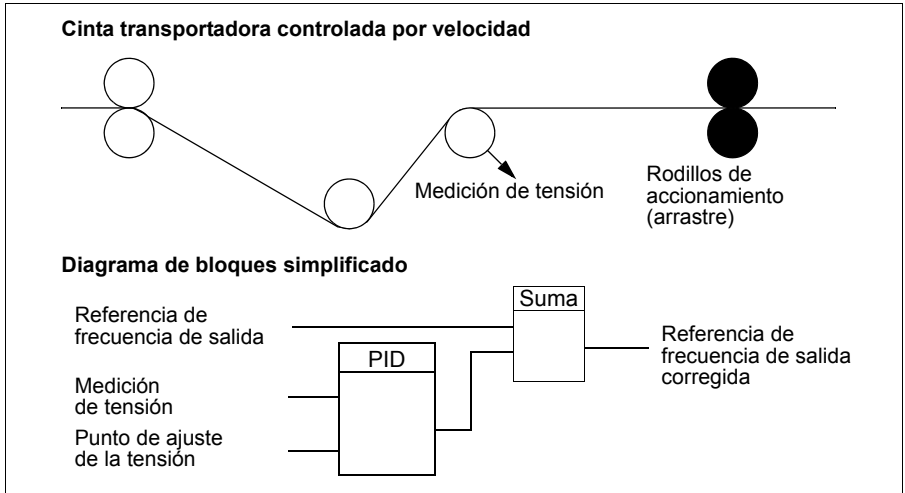 Cinta transportadora controlada por velocidad
Medición de tensión
Rodillos de
accionamiento
(arrastre)
Diagrama de bloques simplificado
Referencia de
frecuencia de salida
Suma
PID
Referencia de
frecuencia de salida
corregida
Medición
de tensión
Punto de ajuste
de la tensión